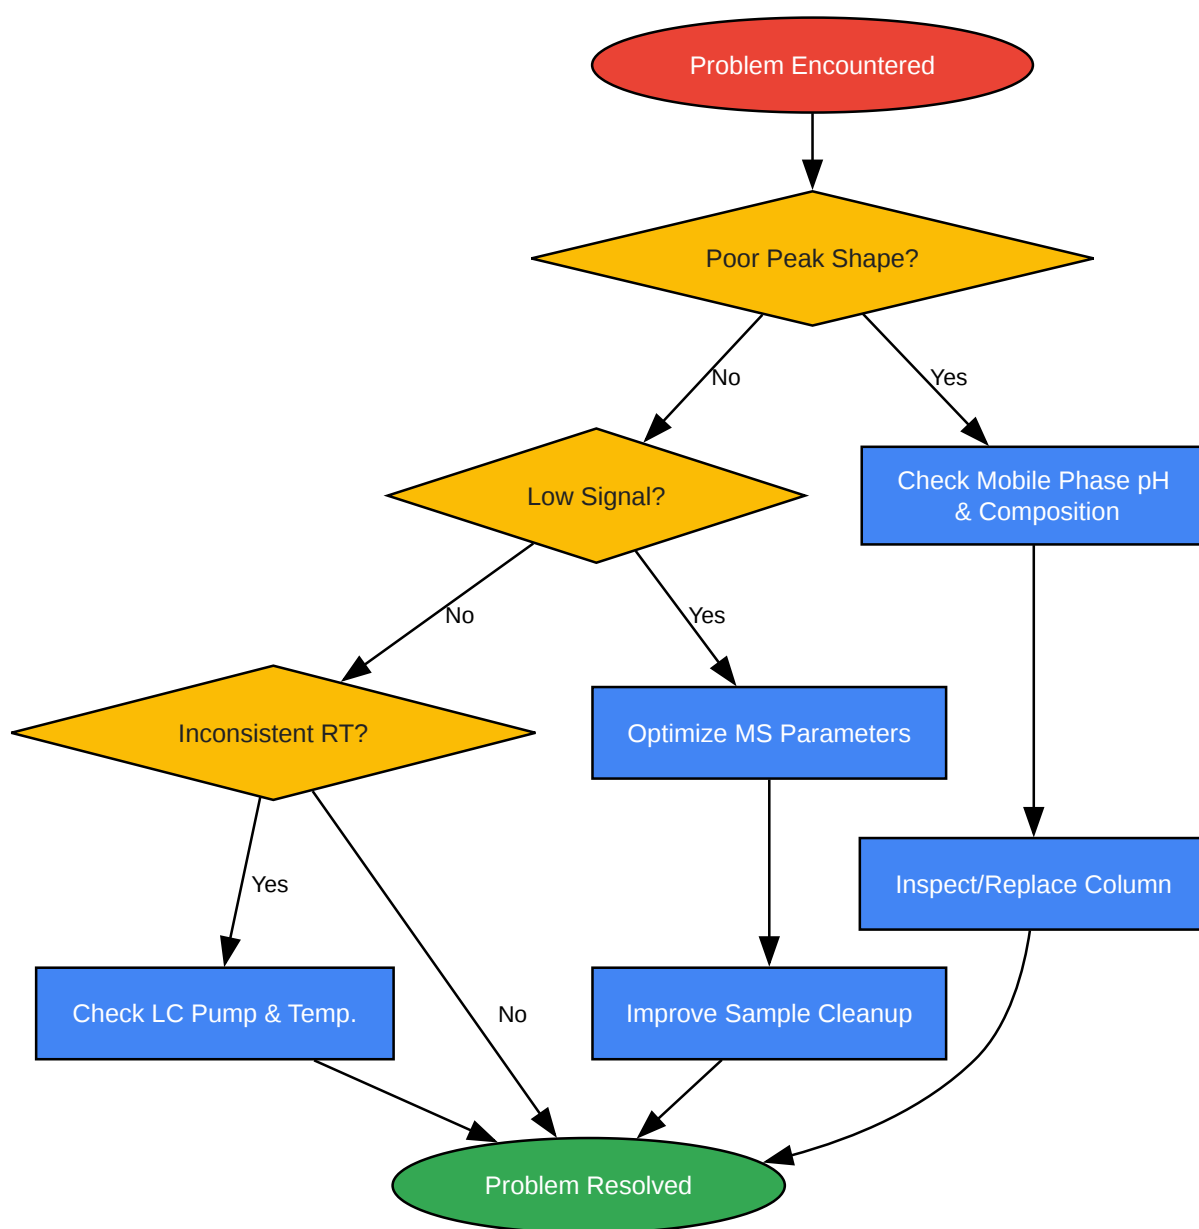 Problem Encountered
Poor Peak Shape?
No
Yes
Low Signal?
Check Mobile Phase pH
& Composition
No
Yes
Inconsistent RT?
Optimize MS Parameters
Yes
Inspect/Replace Column
No
Check LC Pump & Temp.
Improve Sample Cleanup
Problem Resolved